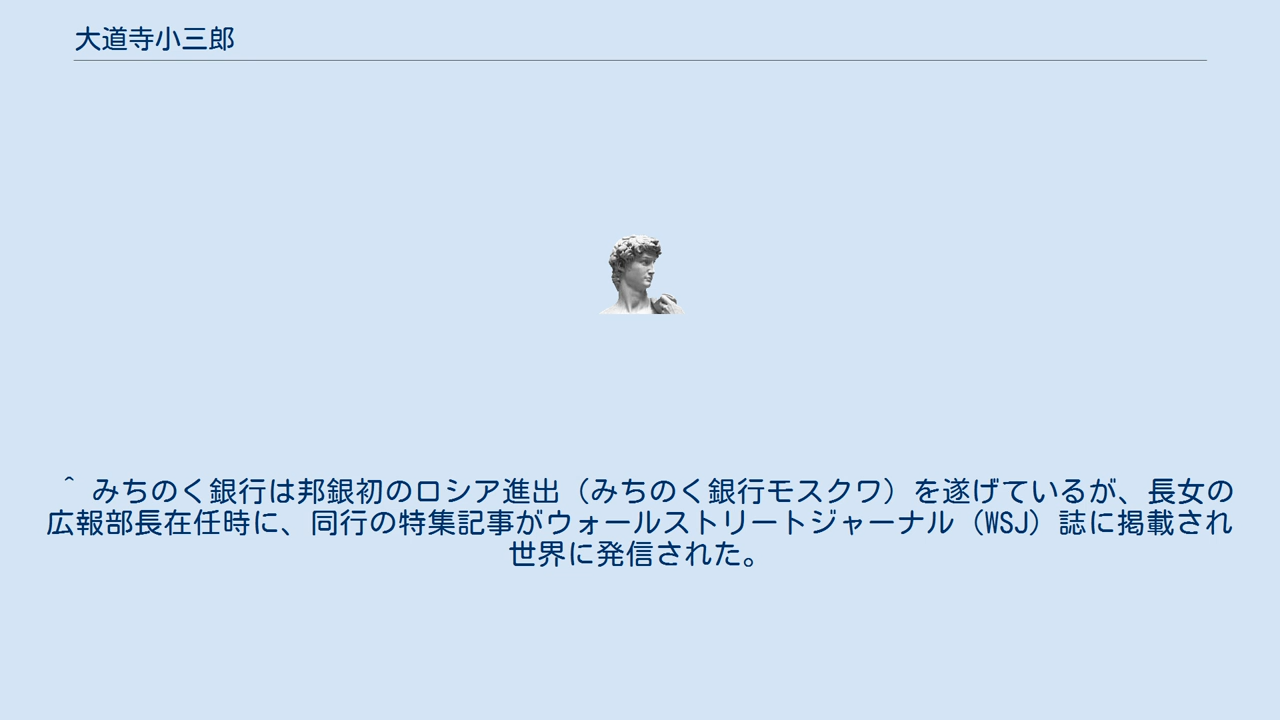 大道寺小三郎
^ みちのく銀行は邦銀初のロシア進出（みちのく銀行モスクワ）を遂げているが、長女の
広報部長在任時に、同行の特集記事がウォールストリートジャーナル（WSJ）誌に掲載され
世界に発信された。